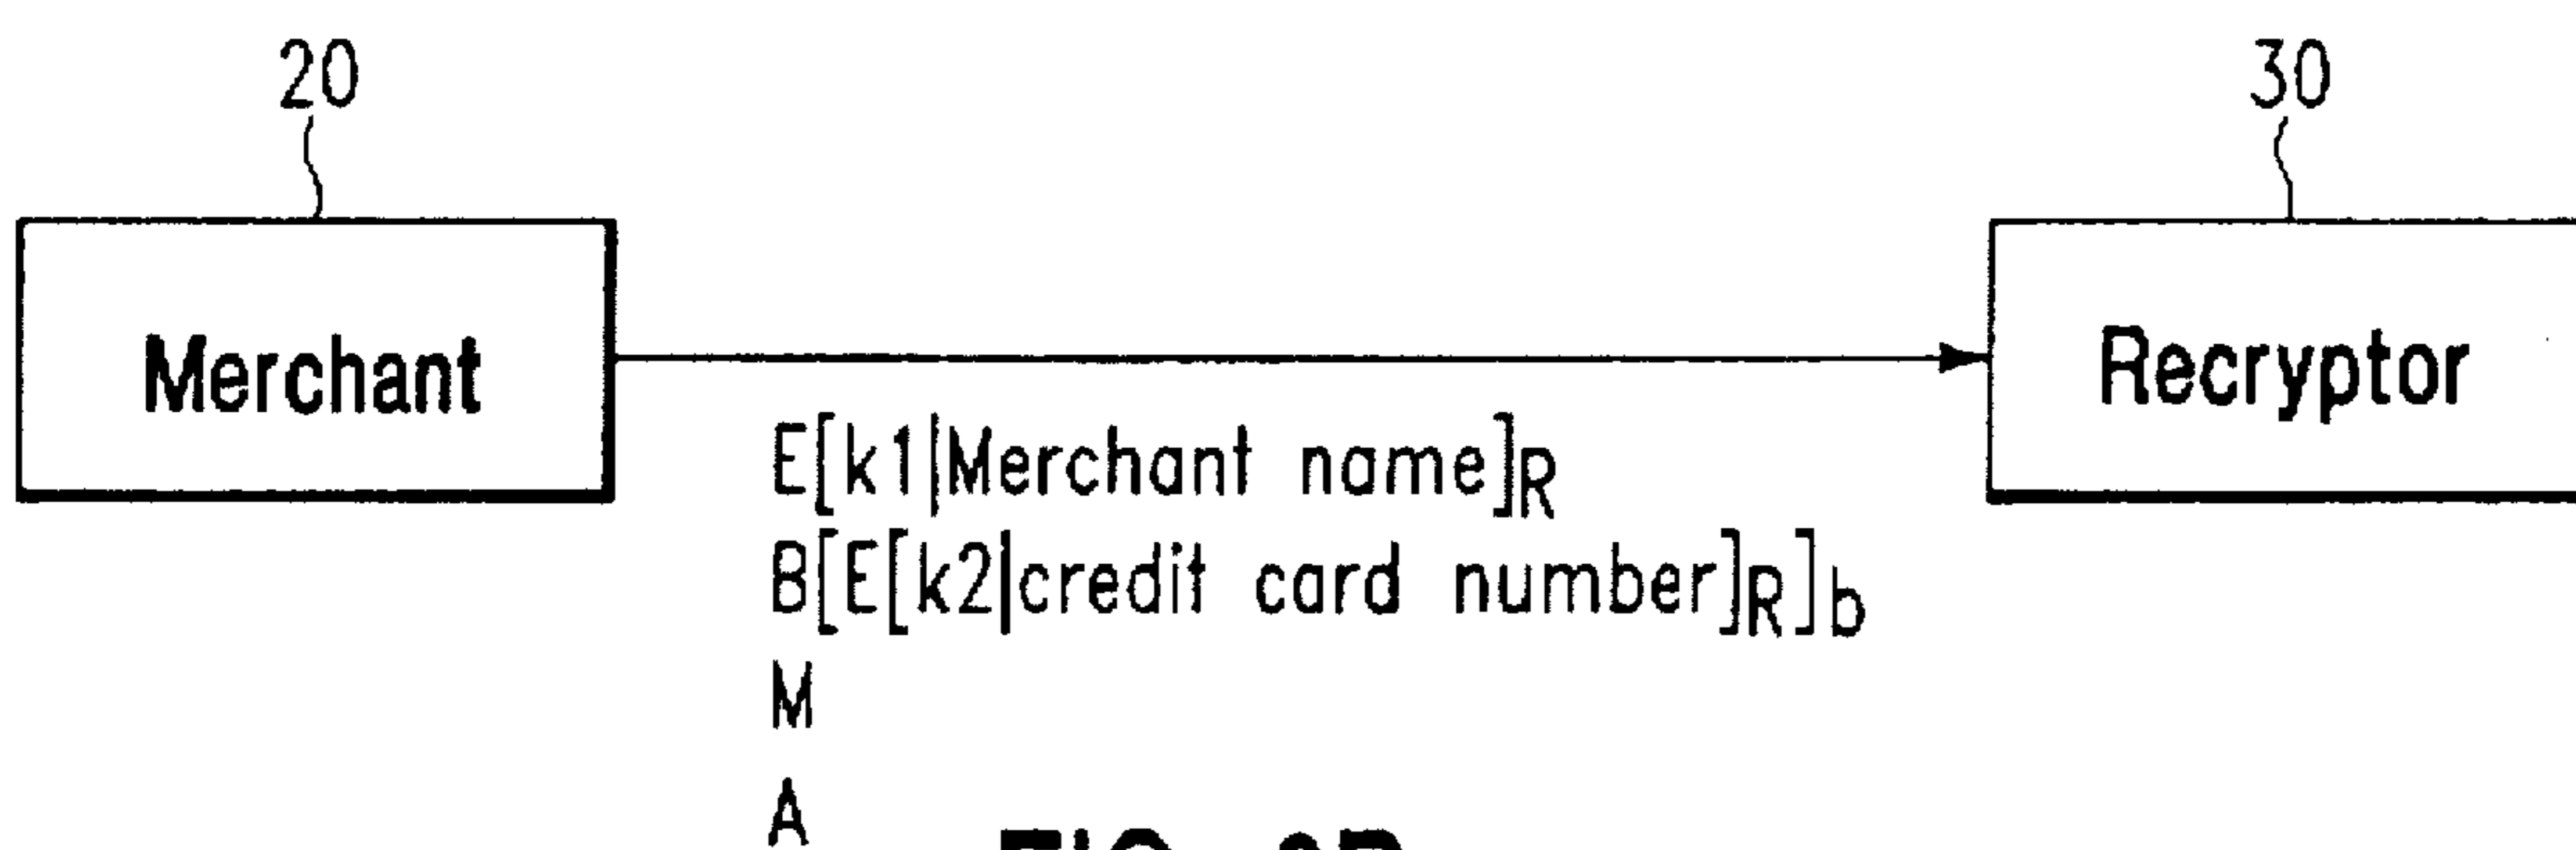 20
30
Merchant
Recryptor
E[k1|Merchant name]R
B[E[k2|credit card number]R]b
M
A